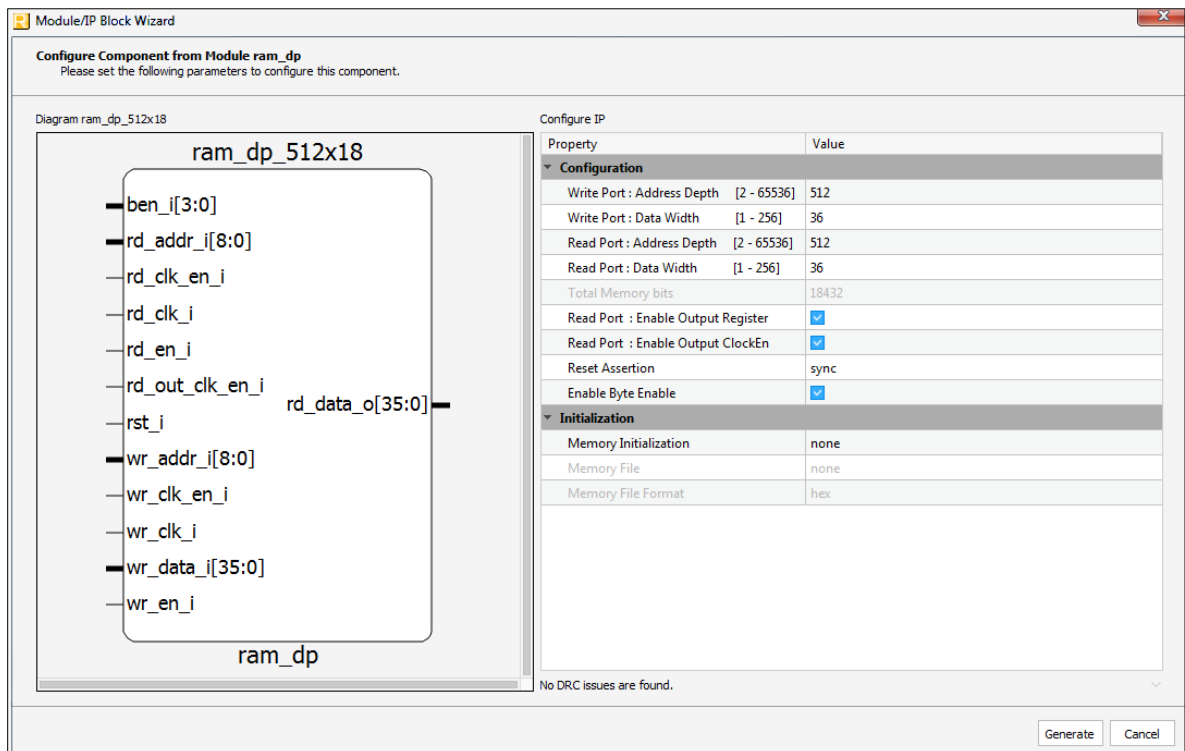 Module/IP Block Wizard
Configure Component from Module ram_dp
Please set the following parameters to configure this component.
Diagram ram_dp_512x18
ram_dp_512x18
ben_i[3:0]
rd_addr_i[8:0]
rd_clk_en_i
rd_clk_i
rd_en_i
rd_out_clk_en_i
rd_data_o[35:0]
rst_i
wr_addr_i[8:0]
wr_clk_en_i
wr_clk_i
wr_data_i[35:0]
wr_en_i
ram_dp
Configure IP
Property Value
Configuration
Write Port : Address Depth [2 - 65536] 512
Write Port : Data Width [1 - 256] 36
Read Port : Address Depth [2 - 65536] 512
Read Port : Data Width [1 - 256] 36
Total Memory bits 18432
Read Port : Enable Output Register
Read Port : Enable Output ClockEn
Reset Assertion sync
Enable Byte Enable
Initialization
Memory Initialization none
Memory File none
Memory File Format hex
No DRC issues are found.
Generate Cancel